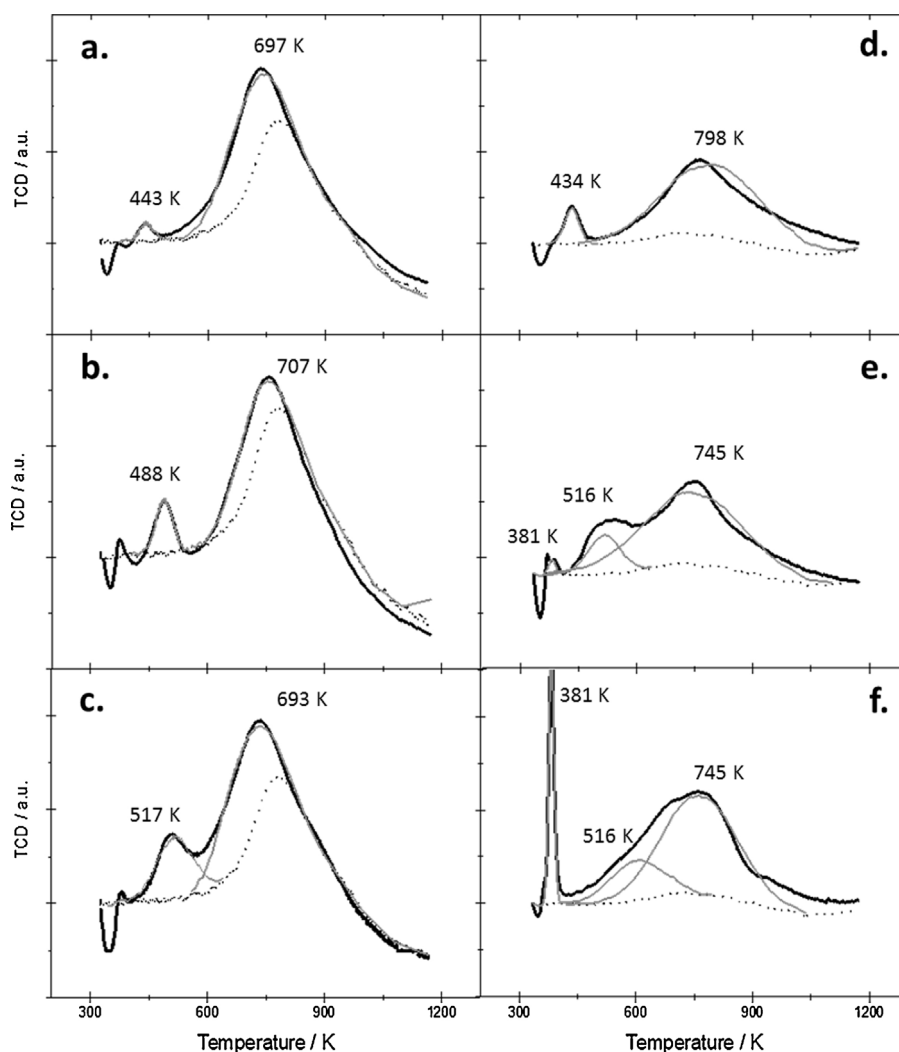 a.
697 K
443 K
TCD / a.u.
d.
798 K
434 K
TCD / a.u.
b.
707 K
488 K
TCD / a.u.
e.
745 K
516 K
381 K
c.
693 K
517 K
TCD / a.u.
f.
381 K
745 K
516 K
300 600 900 1200
Temperature / K
300 600 900 1200
Temperature / K